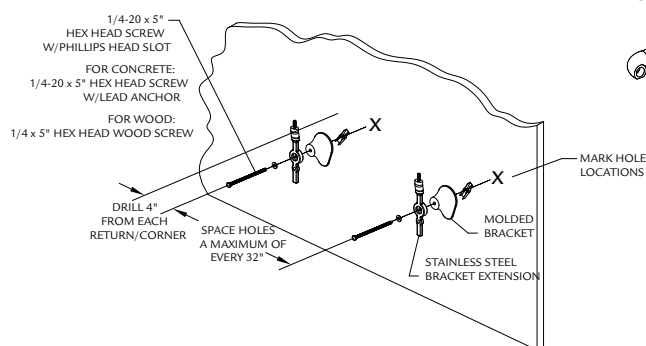 1/4-20 x 5"
HEX HEAD SCREW
W/PHILLIPS HEAD SLOT
FOR CONCRETE:
1/4-20 x 5" HEX HEAD SCREW
W/LEAD ANCHOR
FOR WOOD:
1/4 x 5" HEX HEAD WOOD SCREW
X
X
MARK HOLE
LOCATIONS
DRILL 4"
FROM EACH
RETURN/CORNER
SPACE HOLES
A MAXIMUM OF
EVERY 32"
MOLDED
BRACKET
STAINLESS STEEL
BRACKET EXTENSION